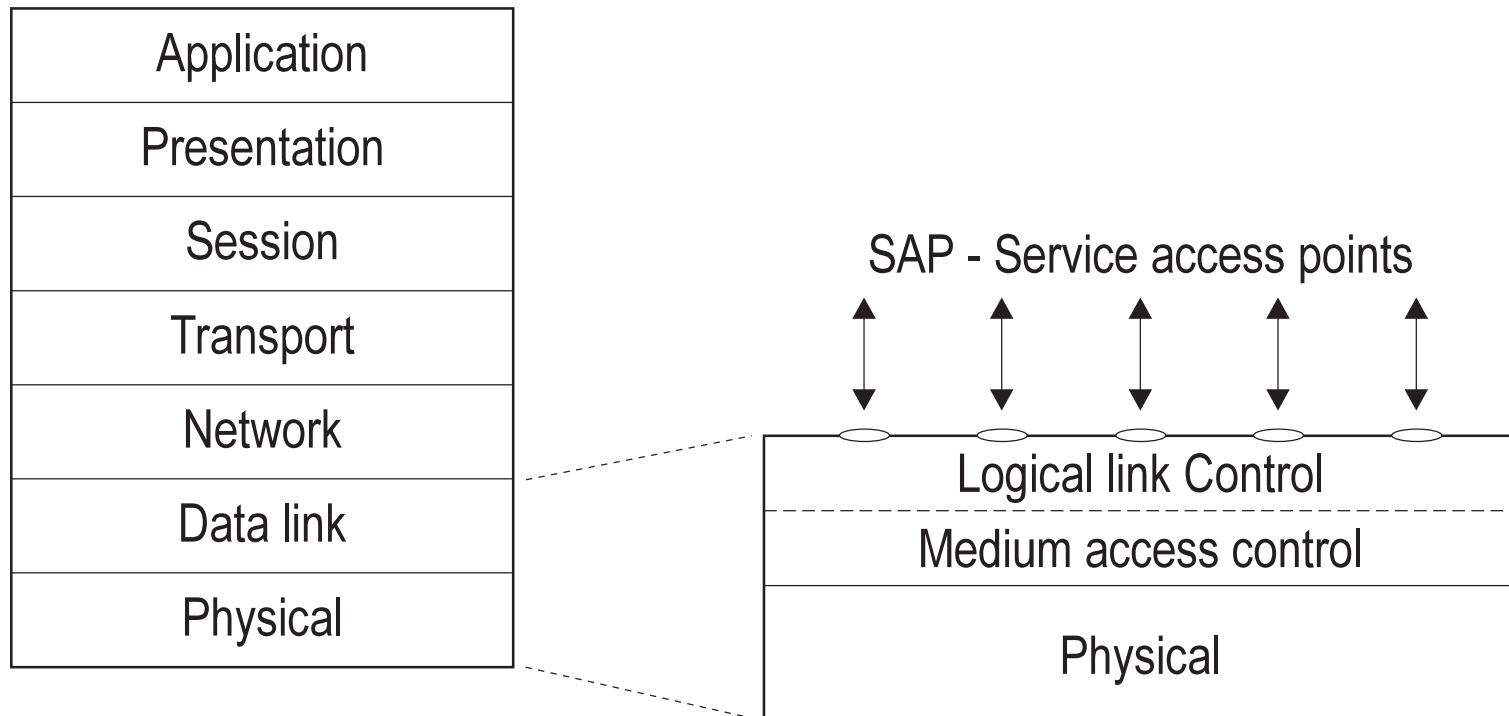 Application
Presentation
Session
Transport
Network
Data link
Physical
SAP - Service access points
Logical link Control
Medium access control
Physical